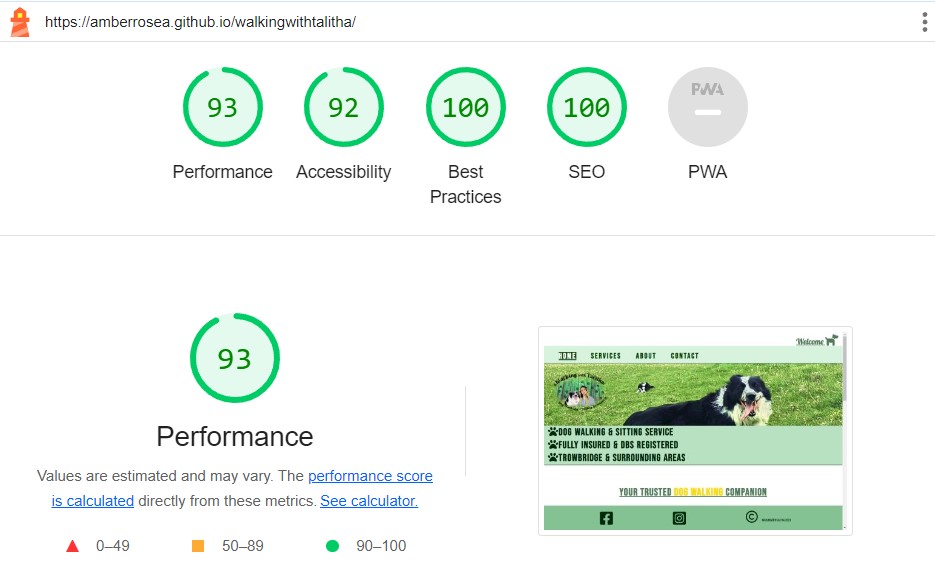 https://amberrosea.github.io/walkingwithtalitha/
93
92
100
100
PWA
Performance
Accessibility
Best
Practices
SEO
PWA
93
Performance
Values are estimated and may vary. The performance score
is calculated directly from these metrics. See calculator.
0–49
50–89
90–100
Welcome
HOME
SERVICES
ABOUT
CONTACT
DOG WALKING & SITTING SERVICE
FULLY INSURED & DBS REGISTERED
TROWBRIDGE & SURROUNDING AREAS
YOUR TRUSTED DOG WALKING COMPANION